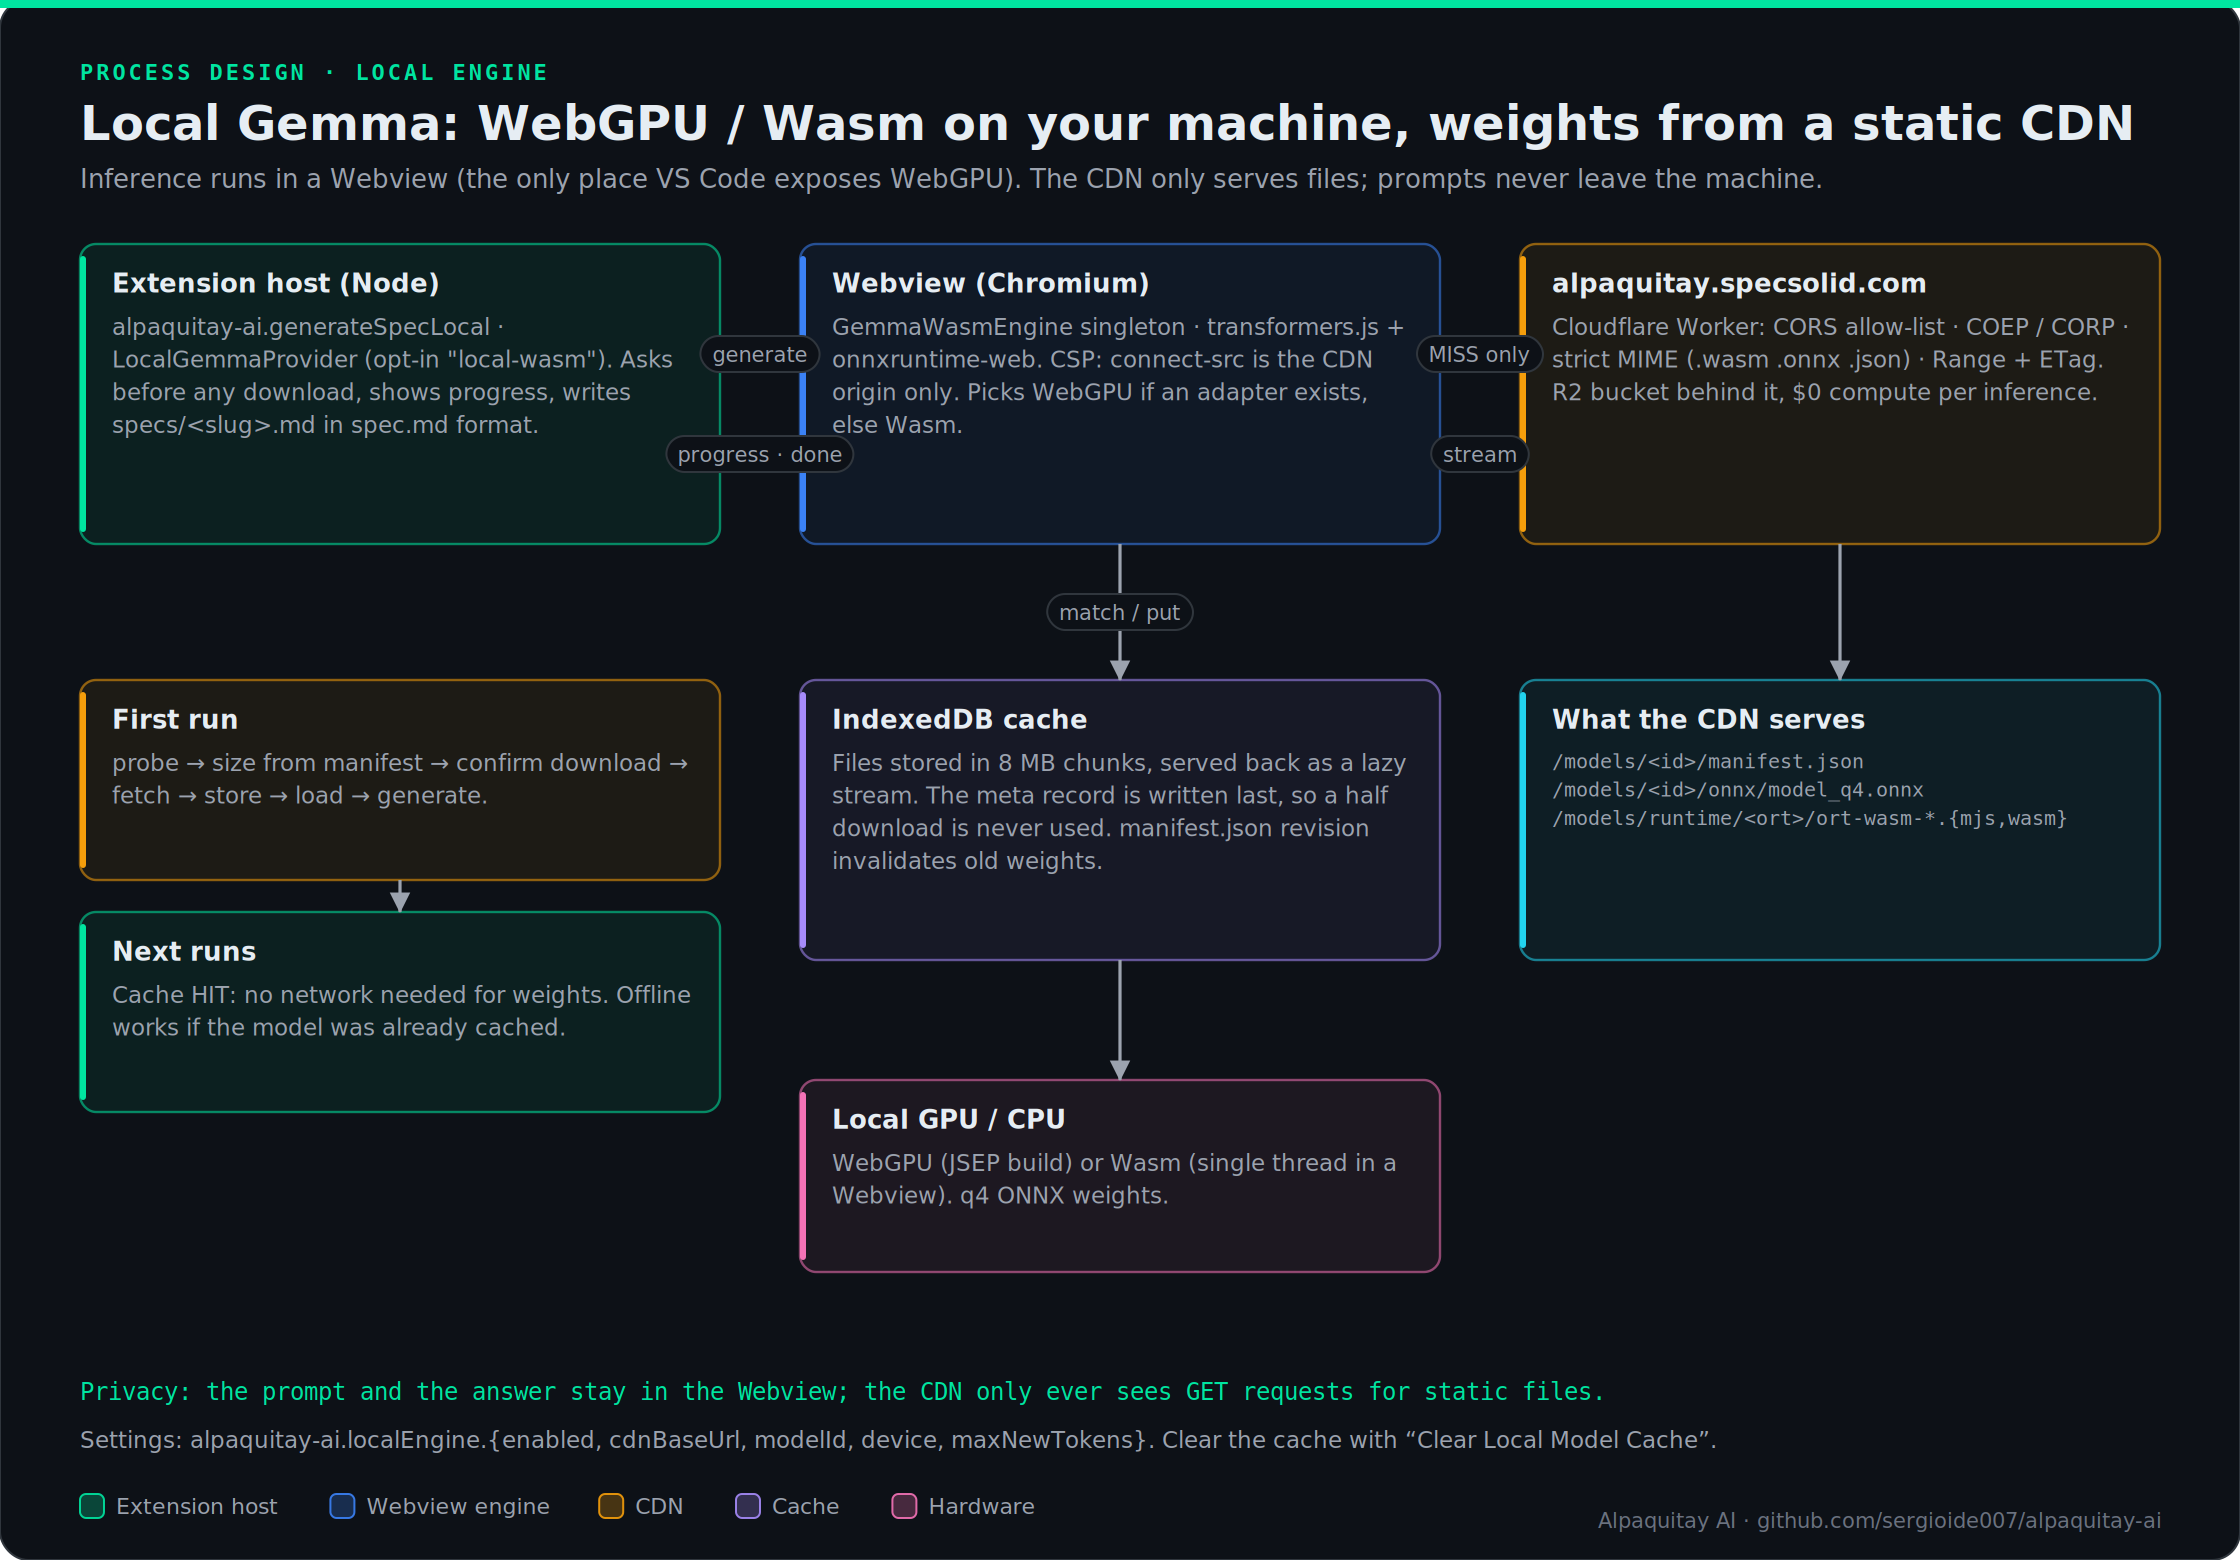 PROCESS DESIGN · LOCAL ENGINE
Local Gemma: WebGPU / Wasm on your machine, weights from a static CDN
Inference runs in a Webview (the only place VS Code exposes WebGPU). The CDN only serves files; prompts never leave the machine.
Extension host (Node)
alpaquitay-ai.generateSpecLocal ·
LocalGemmaProvider (opt-in "local-wasm"). Asks
before any download, shows progress, writes
specs/<slug>.md in spec.md format.
generate
progress · done
Webview (Chromium)
GemmaWasmEngine singleton · transformers.js +
onnxruntime-web. CSP: connect-src is the CDN
origin only. Picks WebGPU if an adapter exists,
else Wasm.
MISS only
stream
alpaquitay.specsolid.com
Cloudflare Worker: CORS allow-list · COEP / CORP ·
strict MIME (.wasm .onnx .json) · Range + ETag.
R2 bucket behind it, $0 compute per inference.
match / put
First run
probe → size from manifest → confirm download →
fetch → store → load → generate.
Next runs
Cache HIT: no network needed for weights. Offline
works if the model was already cached.
IndexedDB cache
Files stored in 8 MB chunks, served back as a lazy
stream. The meta record is written last, so a half
download is never used. manifest.json revision
invalidates old weights.
What the CDN serves
/models/<id>/manifest.json
/models/<id>/onnx/model_q4.onnx
/models/runtime/<ort>/ort-wasm-*.{mjs,wasm}
Local GPU / CPU
WebGPU (JSEP build) or Wasm (single thread in a
Webview). q4 ONNX weights.
Privacy: the prompt and the answer stay in the Webview; the CDN only ever sees GET requests for static files.
Settings: alpaquitay-ai.localEngine.{enabled, cdnBaseUrl, modelId, device, maxNewTokens}. Clear the cache with “Clear Local Model Cache”.
Extension host
Webview engine
CDN
Cache
Hardware
Alpaquitay AI · github.com/sergioide007/alpaquitay-ai